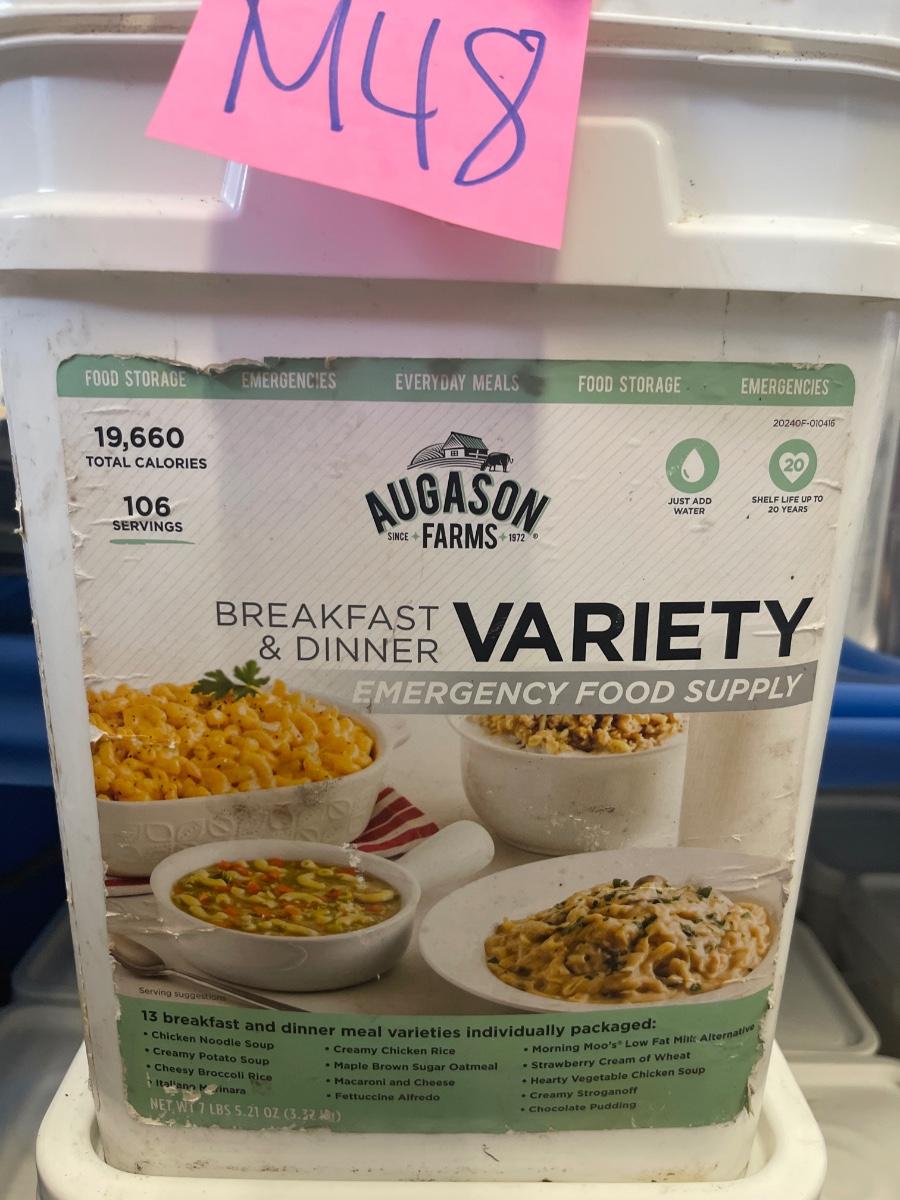 M48
FOOD STORAGE EMERGENCIES EVERYDAY MEALS FOOD STORAGE EMERGENCIES
20240F-010416
19,660
TOTAL CALORIES
106
SERVINGS
AUGASON
FARMS
SINCE 1972 ®
JUST ADD
WATER
20
SHELF LIFE UP TO
20 YEARS
BREAKFAST
& DINNER
VARIETY
EMERGENCY FOOD SUPPLY
Serving suggestions
13 breakfast and dinner meal varieties individually packaged:
• Chicken Noodle Soup
• Creamy Potato Soup
• Cheesy Broccoli Rice
• Italiano Marinara
• Creamy Chicken Rice
• Maple Brown Sugar Oatmeal
• Macaroni and Cheese
• Fettuccine Alfredo
• Morning Moo's® Low Fat Milk Alternative
• Strawberry Cream of Wheat
• Hearty Vegetable Chicken Soup
• Creamy Stroganoff
• Chocolate Pudding
NET WT 7 LBS 5.21 OZ